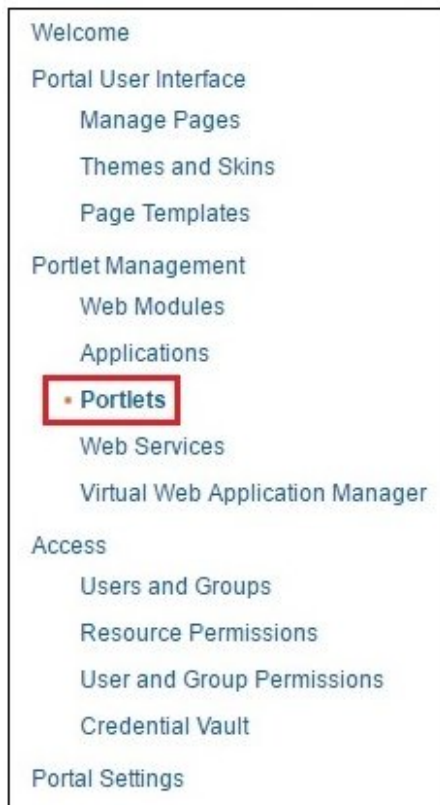 Welcome
Portal User Interface
Manage Pages
Themes and Skins
Page Templates
Portlet Management
Web Modules
Applications
• Portlets
Web Services
Virtual Web Application Manager
Access
Users and Groups
Resource Permissions
User and Group Permissions
Credential Vault
Portal Settings